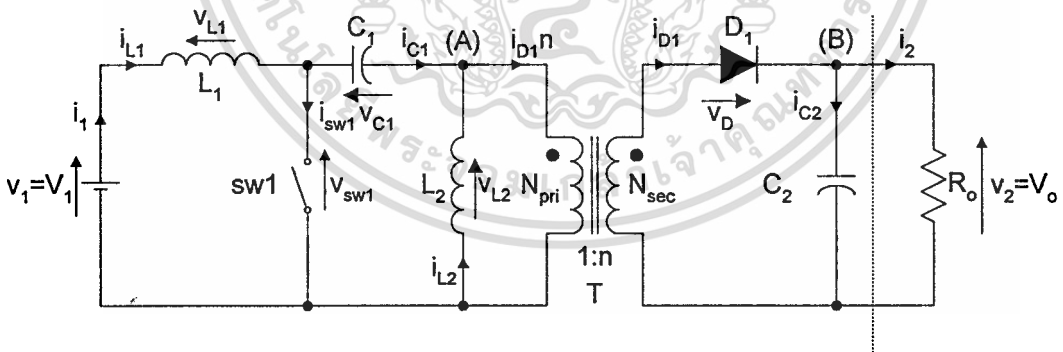 v_L1
i_L1
L_1
C_1
i_C1
(A)
i_D1n
i_D1
D_1
(B)
i_2
i_1
v_C1
i_sw1
v_D
i_C2
v_1=V_1
sw1
v_sw1
L_2
v_L2
N_pri
N_sec
C_2
R_o
v_2=V_o
i_L2
1:n
T